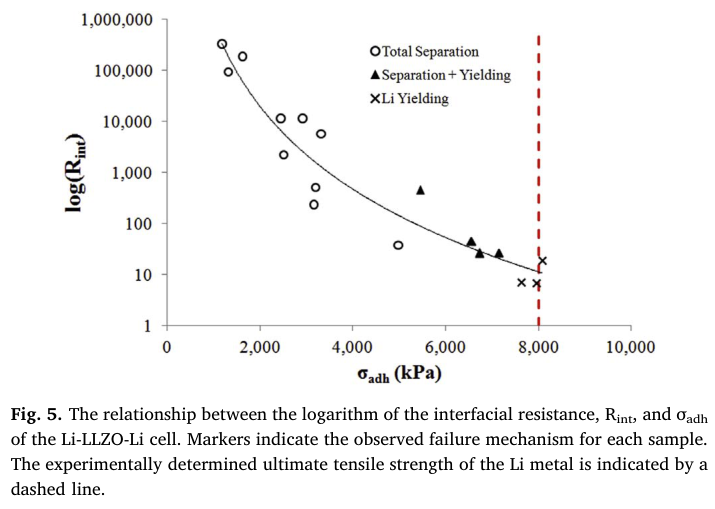 1,000,000
100,000
10,000
1,000
100
10
1
log(Rint)
Total Separation
Separation + Yielding
Li Yielding
0
2,000
4,000
6,000
8,000
10,000
σadh (kPa)
Fig. 5. The relationship between the logarithm of the interfacial resistance, Rint, and σadh
of the Li-LLZO-Li cell. Markers indicate the observed failure mechanism for each sample.
The experimentally determined ultimate tensile strength of the Li metal is indicated by a
dashed line.